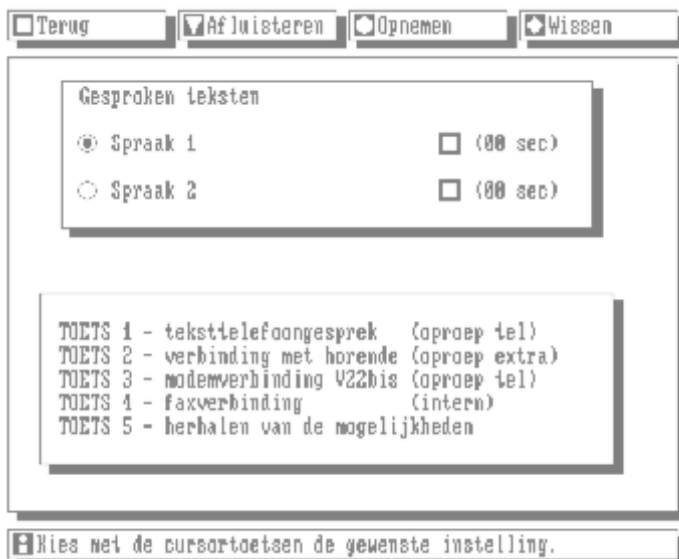 Terug Afluisteren Opnemen Wissen
Gesproken teksten
Spraak 1 (00 sec)
Spraak 2 (00 sec)
TOETS 1 - teksttelefoongesprek (oproep tel)
TOETS 2 - verbinding met horende (oproep extra)
TOETS 3 - modemverbinding V22bis (oproep tel)
TOETS 4 - faxverbinding (intern)
TOETS 5 - herhalen van de mogelijkheden
Kies met de cursortoetsen de gewenste instelling.